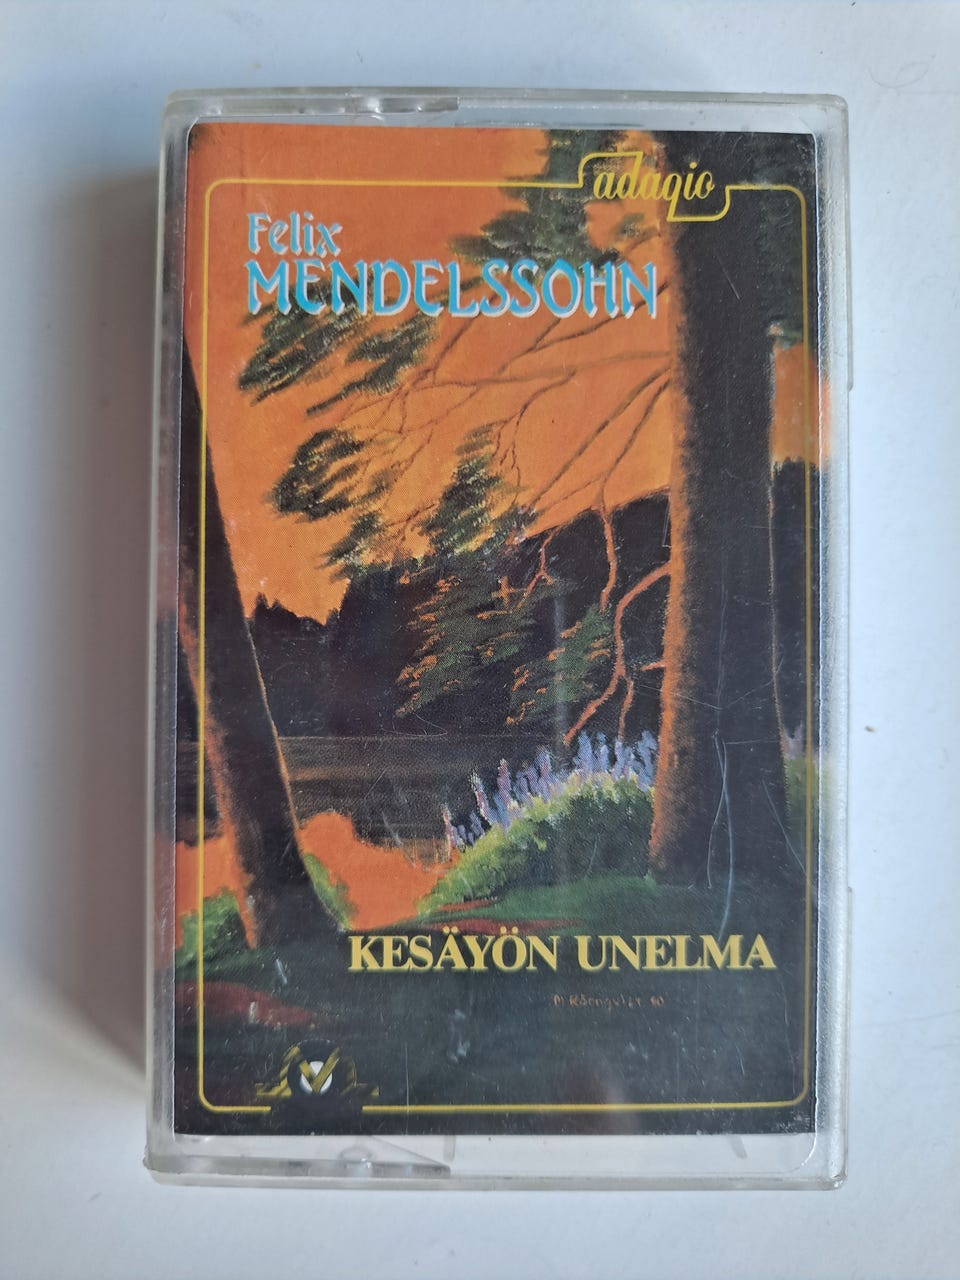 adagio
Felix
MENDELSSOHN
KESÄYÖN UNELMA